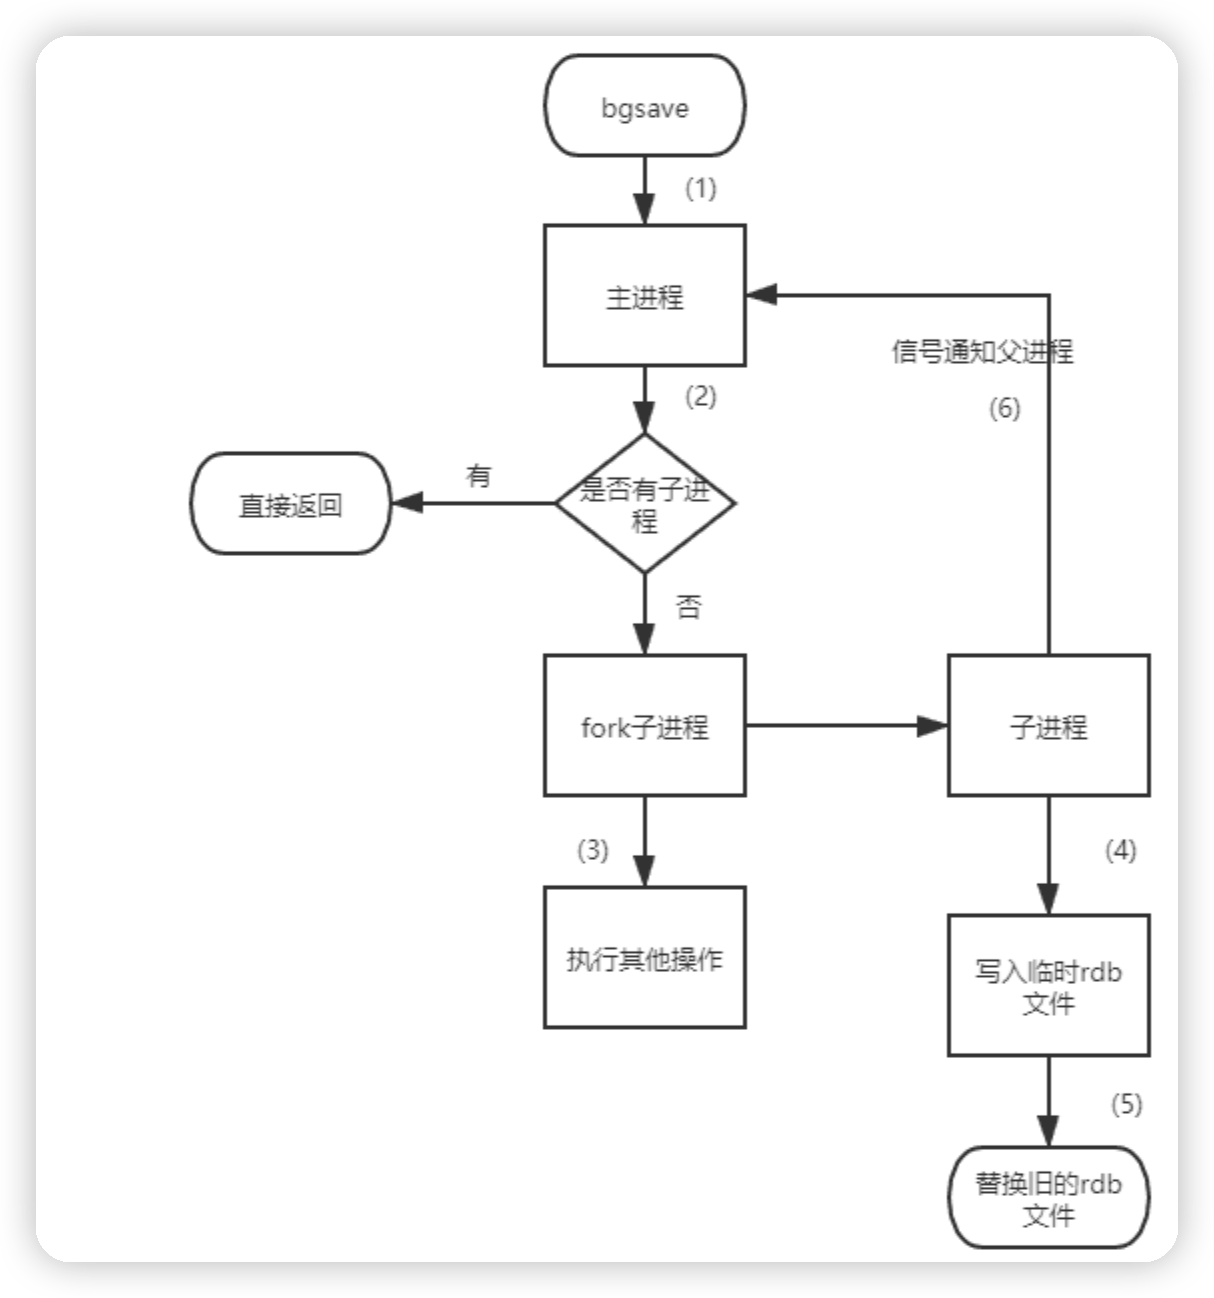 bgsave
(1)
主进程
信号通知父进程
(2)
(6)
有
是否有子进
程
直接返回
否
fork子进程
子进程
(3)
(4)
执行其他操作
写入临时rdb
文件
(5)
替换旧的rdb
文件